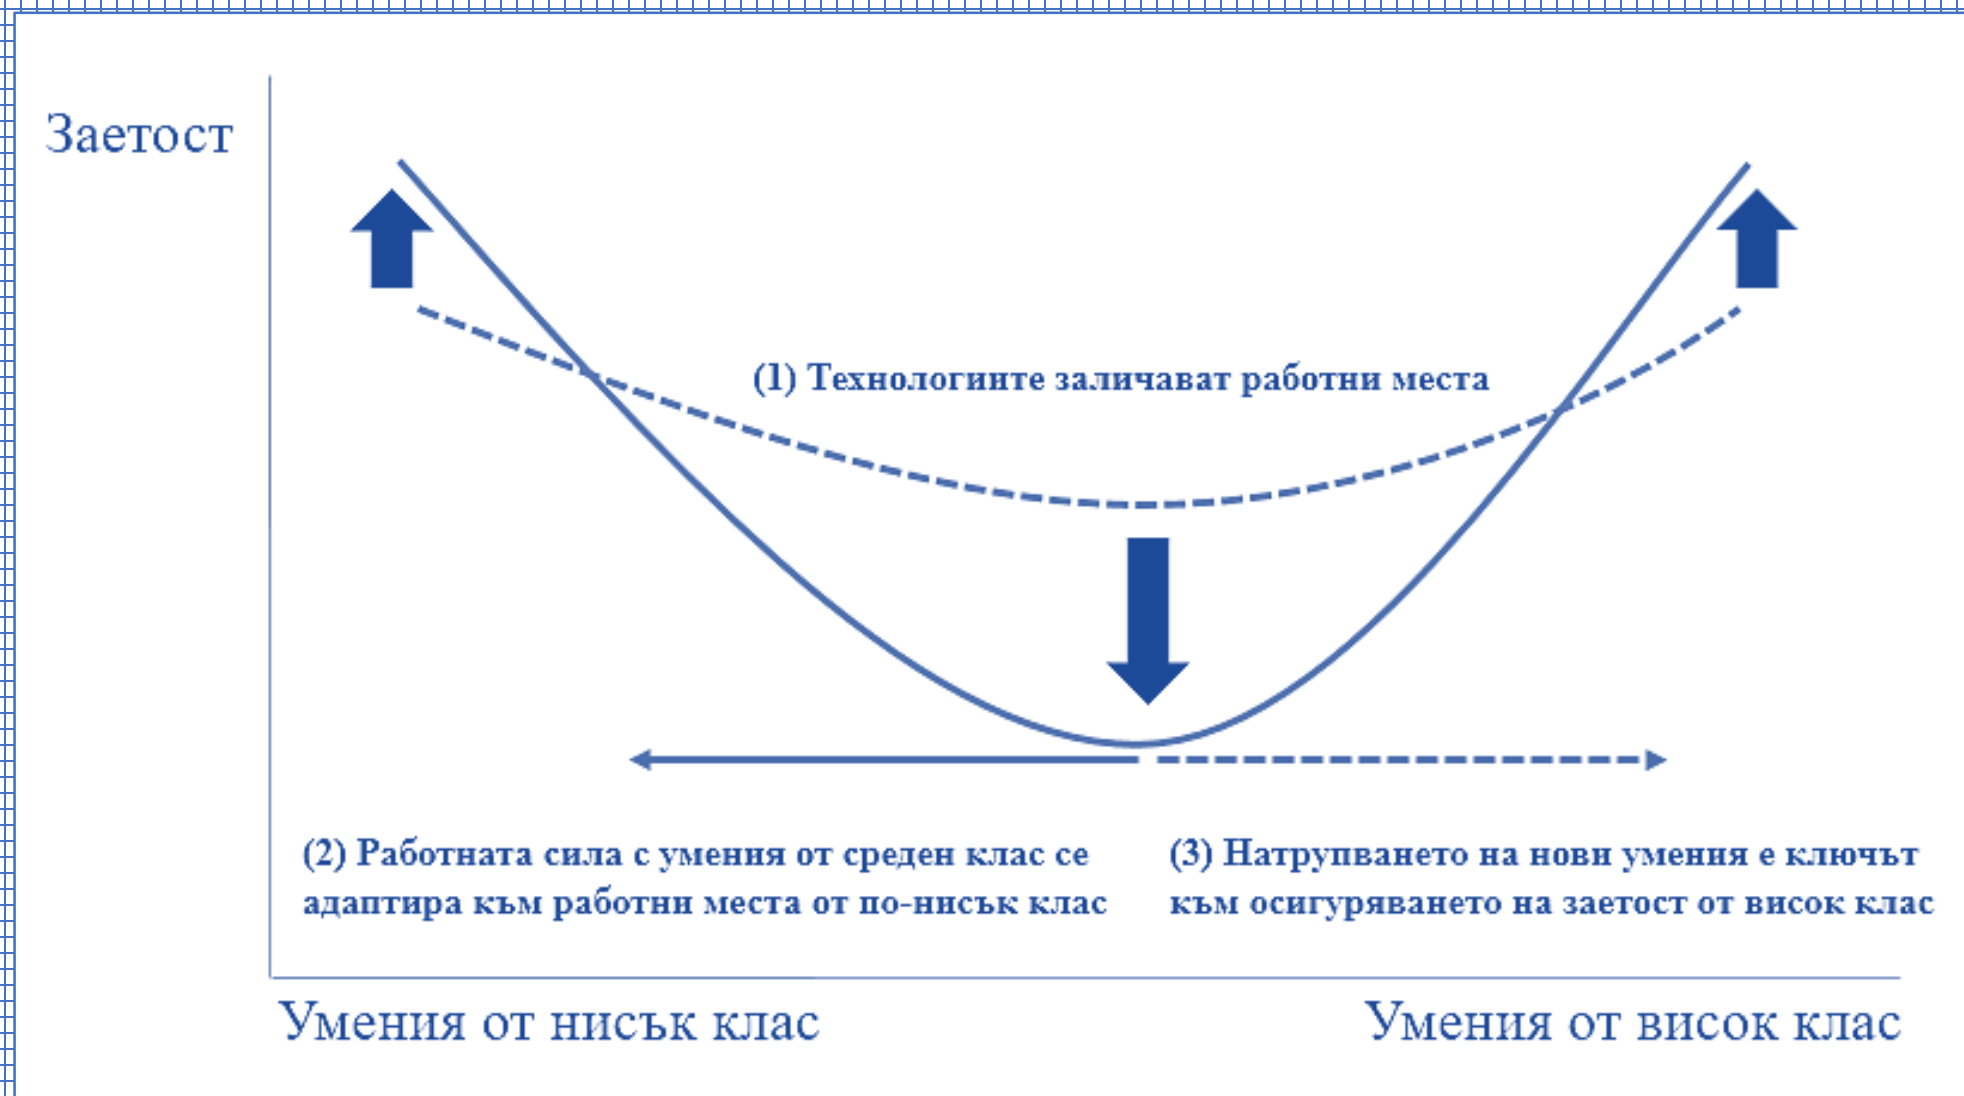 Заетост
(1) Технологиите заличават работни места
(2) Работната сила с умения от среден клас се
адаптира към работни места от по-нисък клас
(3) Натрупването на нови умения е ключът
към осигуряването на заетост от висок клас
Умения от нисък клас
Умения от висок клас